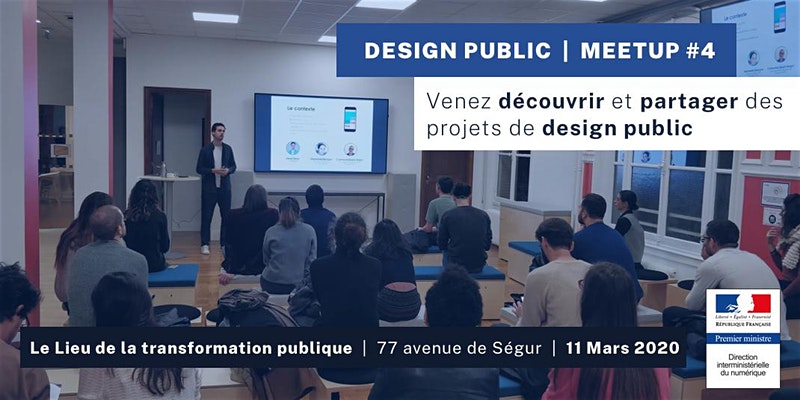 DESIGN PUBLIC | MEETUP #4
Venez découvrir et partager des
projets de design public
Le contexte
Le Lieu de la transformation publique | 77 avenue de Ségur | 11 Mars 2020
Liberté • Égalité • Fraternité
RÉPUBLIQUE FRANÇAISE
Premier ministre
Direction
interministérielle
du numérique